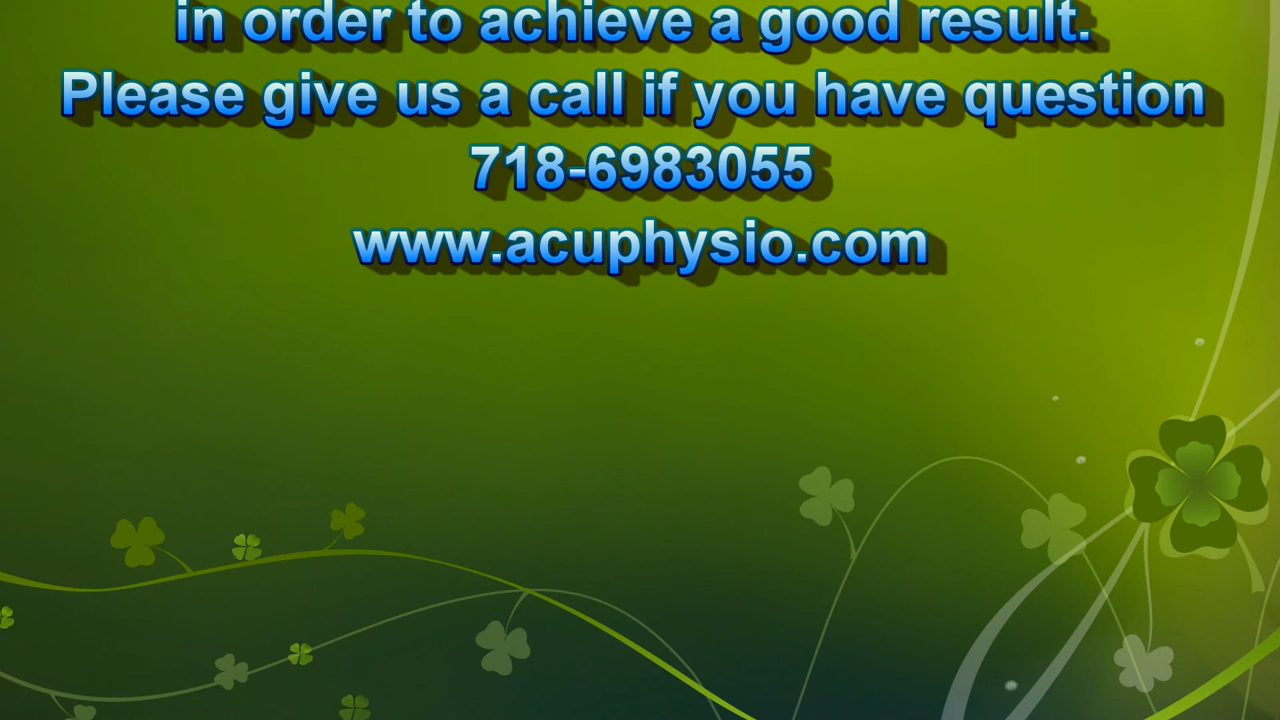 in order to achieve a good result.
Please give us a call if you have question
718-6983055
www.acuphysio.com